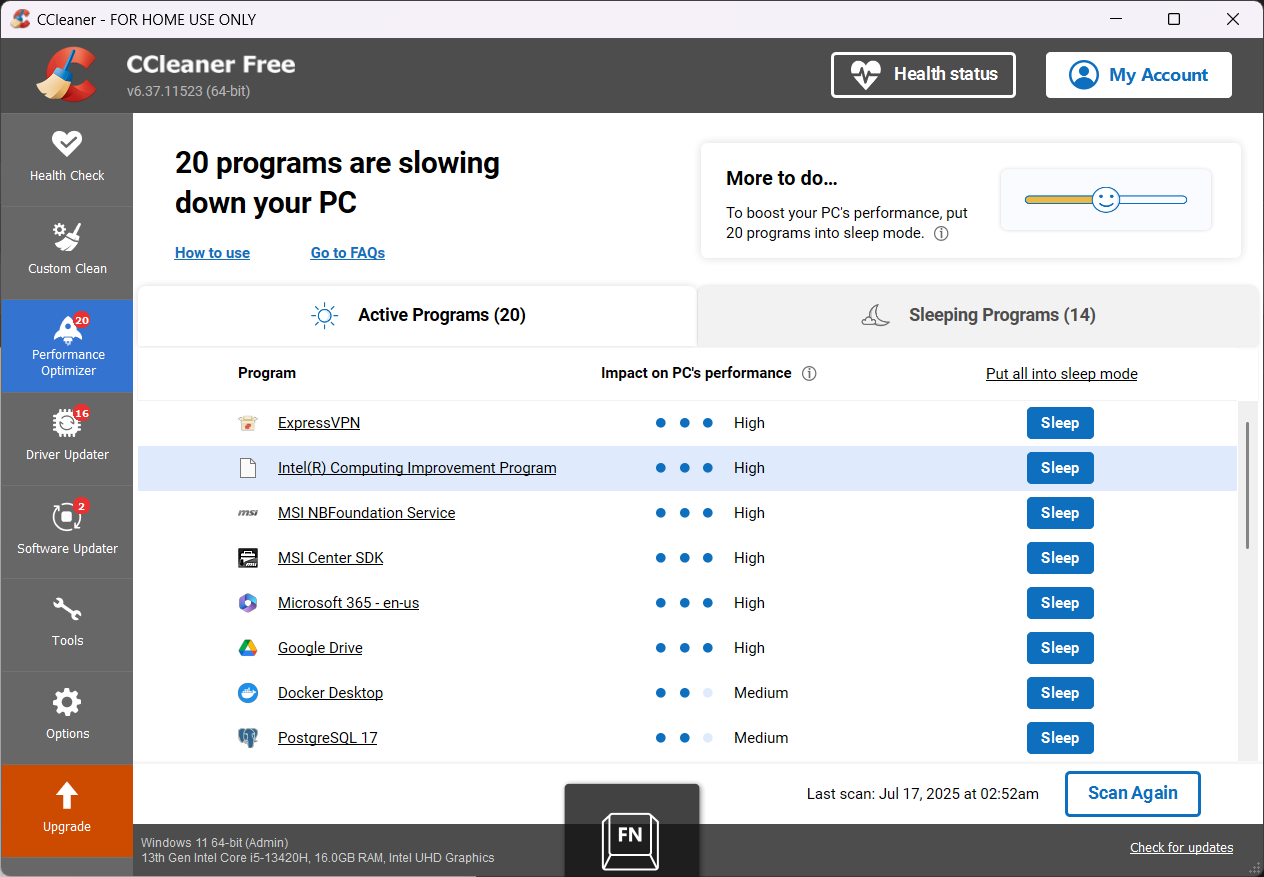 CCleaner - FOR HOME USE ONLY
CCleaner Free
v6.37.11523 (64-bit)
Health status
My Account
Health Check
Custom Clean
20
Performance
Optimizer
16
Driver Updater
2
Software Updater
Tools
Options
Upgrade
20 programs are slowing
down your PC
How to use
Go to FAQs
More to do...
To boost your PC's performance, put
20 programs into sleep mode.
Active Programs (20)
Sleeping Programs (14)
Program
Impact on PC's performance
Put all into sleep mode
ExpressVPN High Sleep
Intel(R) Computing Improvement Program High Sleep
msi MSI NBFoundation Service High Sleep
MSI Center SDK High Sleep
Microsoft 365 - en-us High Sleep
Google Drive High Sleep
Docker Desktop Medium Sleep
PostgreSQL 17 Medium Sleep
Last scan: Jul 17, 2025 at 02:52am
Scan Again
FN
Windows 11 64-bit (Admin)
13th Gen Intel Core i5-13420H, 16.0GB RAM, Intel UHD Graphics
Check for updates